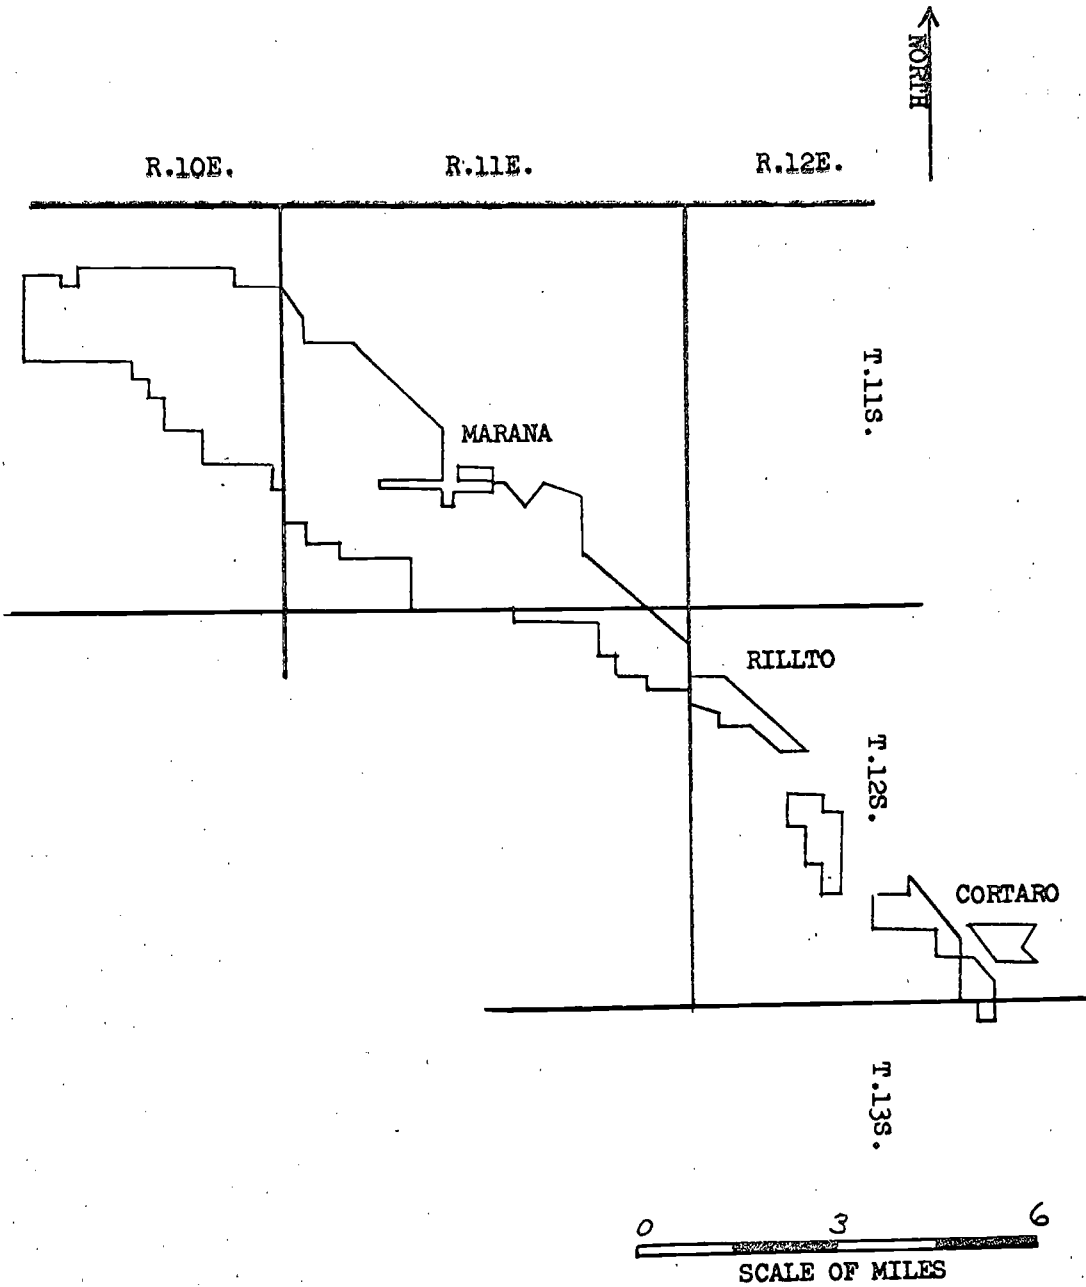 NORTH
R.10E. R.11E. R.12E.
T.11S.
MARANA
RILLTO
T.12S.
CORTARO
T.13S.
0 3 6
SCALE OF MILES